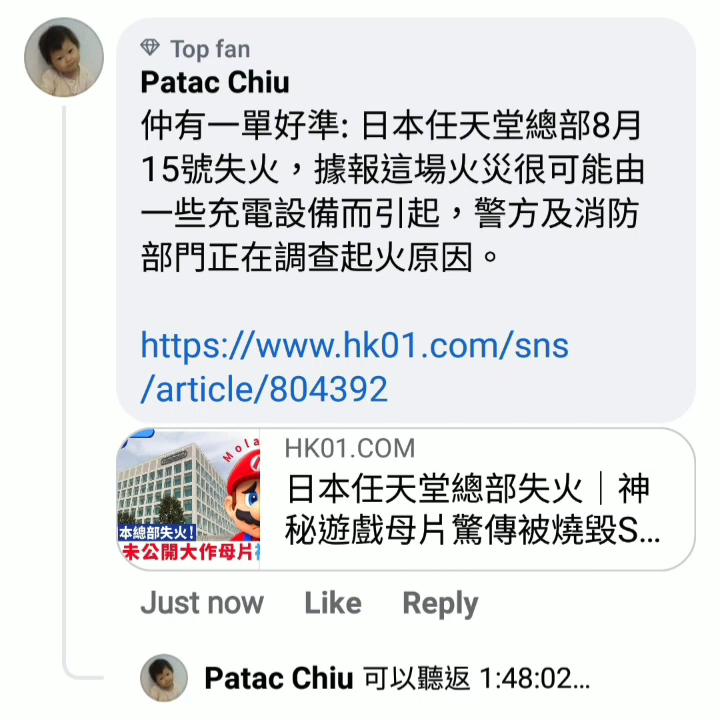 Top fan
Patac Chiu
仲有一單好準: 日本任天堂總部8月
15號失火，據報這場火災很可能由
一些充電設備而引起，警方及消防
部門正在調查起火原因。
https://www.hk01.com/sns
/article/804392
HK01.COM
日本任天堂總部失火｜神
秘遊戲母片驚傳被燒毀S...
Mola
本總部失火!
未公開大作母片
Just now Like Reply
Patac Chiu 可以聽返 1:48:02...